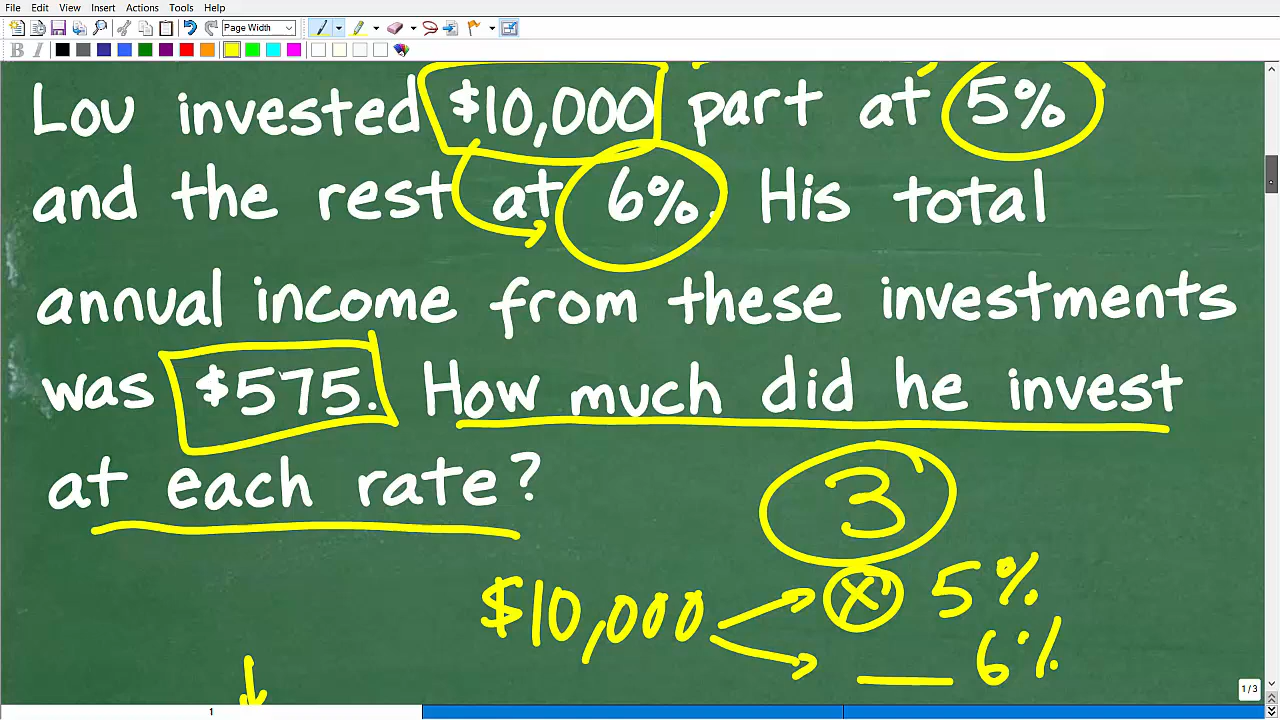 File Edit View Insert Actions Tools Help
Page Width
B I
Lou invested $10,000 part at 5%
and the rest at 6%. His total
annual income from these investments
was $575. How much did he invest
at each rate?
3
$10,000 x 5%
6%
1/3
1